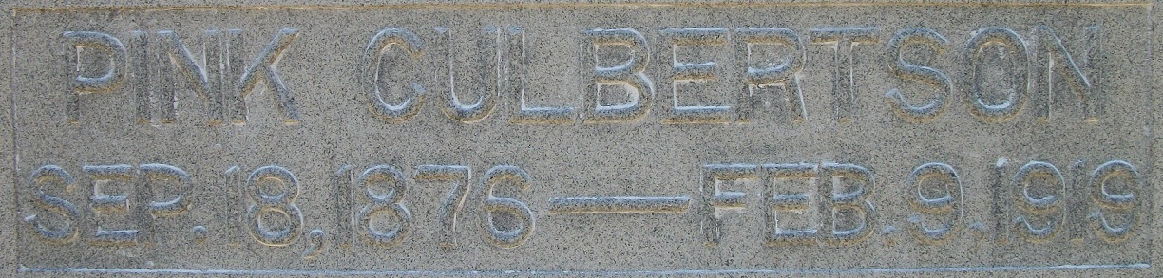 PINK CULBERTSON
SEP. 18, 1876 — FEB. 9. 1919